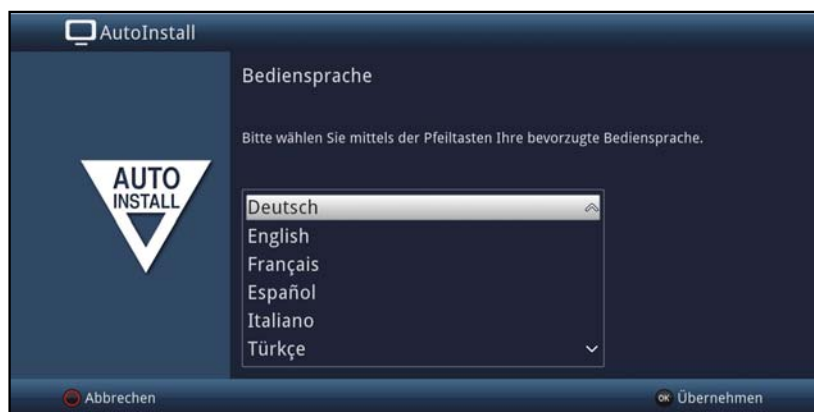 AutoInstall
Bediensprache
Bitte wählen Sie mittels der Pfeiltasten Ihre bevorzugte Bediensprache.
AUTO
INSTALL
Deutsch
English
Français
Español
Italiano
Türkçe
Abbrechen
OK Übernehmen